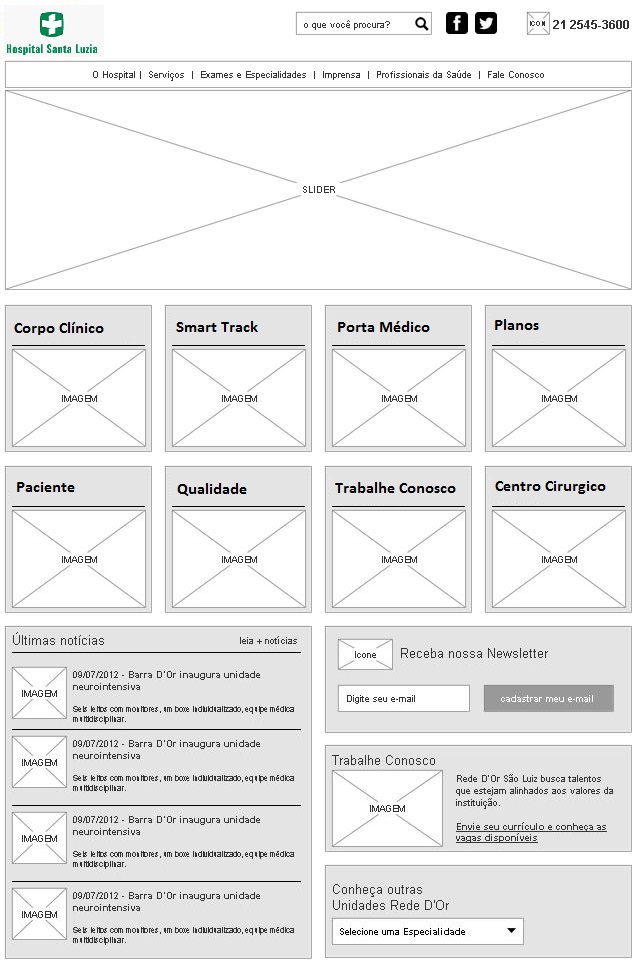 Hospital Santa Luzia
o que você procura?
ICON
21 2545-3600
O Hospital | Serviços | Exames e Especialidades | Imprensa | Profissionais da Saúde | Fale Conosco
SLIDER
Corpo Clínico
IMAGEM
Smart Track
IMAGEM
Porta Médico
IMAGEM
Planos
IMAGEM
Paciente
IMAGEM
Qualidade
IMAGEM
Trabalhe Conosco
IMAGEM
Centro Cirurgico
IMAGEM
Últimas notícias
leia + notícias
IMAGEM
09/07/2012 - Barra D'Or inaugura unidade
neurointensiva
Seis leitos com monitores, um boxe individualizado, equipe médica
multidisciplinar.
IMAGEM
09/07/2012 - Barra D'Or inaugura unidade
neurointensiva
Seis leitos com monitores, um boxe individualizado, equipe médica
multidisciplinar.
IMAGEM
09/07/2012 - Barra D'Or inaugura unidade
neurointensiva
Seis leitos com monitores, um boxe individualizado, equipe médica
multidisciplinar.
IMAGEM
09/07/2012 - Barra D'Or inaugura unidade
neurointensiva
Seis leitos com monitores, um boxe individualizado, equipe médica
multidisciplinar.
Icone
Receba nossa Newsletter
Digite seu e-mail
cadastrar meu e-mail
Trabalhe Conosco
IMAGEM
Rede D'Or São Luiz busca talentos
que estejam alinhados aos valores da
instituição.
Envie seu currículo e conheça as
vagas disponíveis
Conheça outras
Unidades Rede D'Or
Selecione uma Especialidade